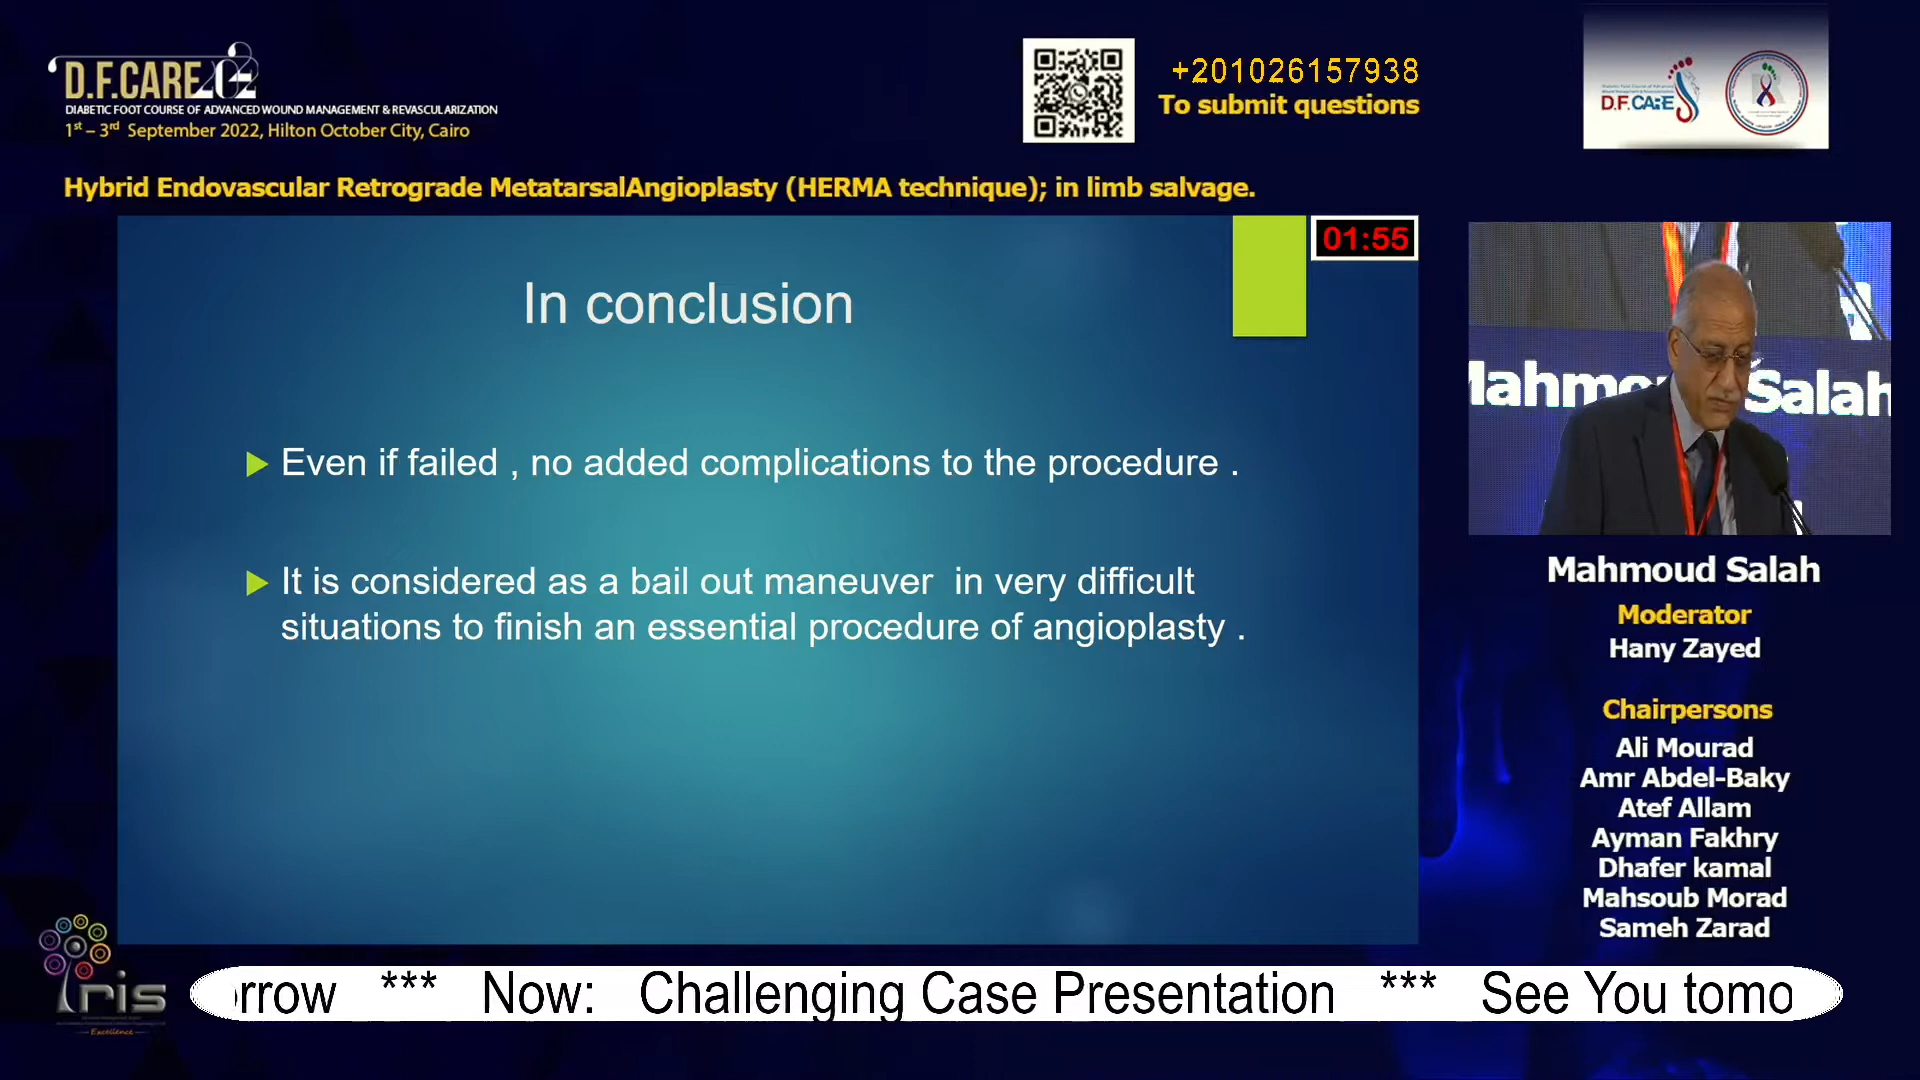 D.F.CARE
DIABETIC FOOT COURSE OF ADVANCED WOUND MANAGEMENT & REVASCULARIZATION
1st – 3rd September 2022, Hilton October City, Cairo
+201026157938
To submit questions
D.F.CARE
Hybrid Endovascular Retrograde MetatarsalAngioplasty (HERMA technique); in limb salvage.
01:55
In conclusion
Even if failed , no added complications to the procedure .
It is considered as a bail out maneuver in very difficult
situations to finish an essential procedure of angioplasty .
Salah
Mahmoud Salah
Moderator
Hany Zayed
Chairpersons
Ali Mourad
Amr Abdel-Baky
Atef Allam
Ayman Fakhry
Dhafer kamal
Mahsoub Morad
Sameh Zarad
Iris
Excellence
rrow *** Now: Challenging Case Presentation *** See You tomo